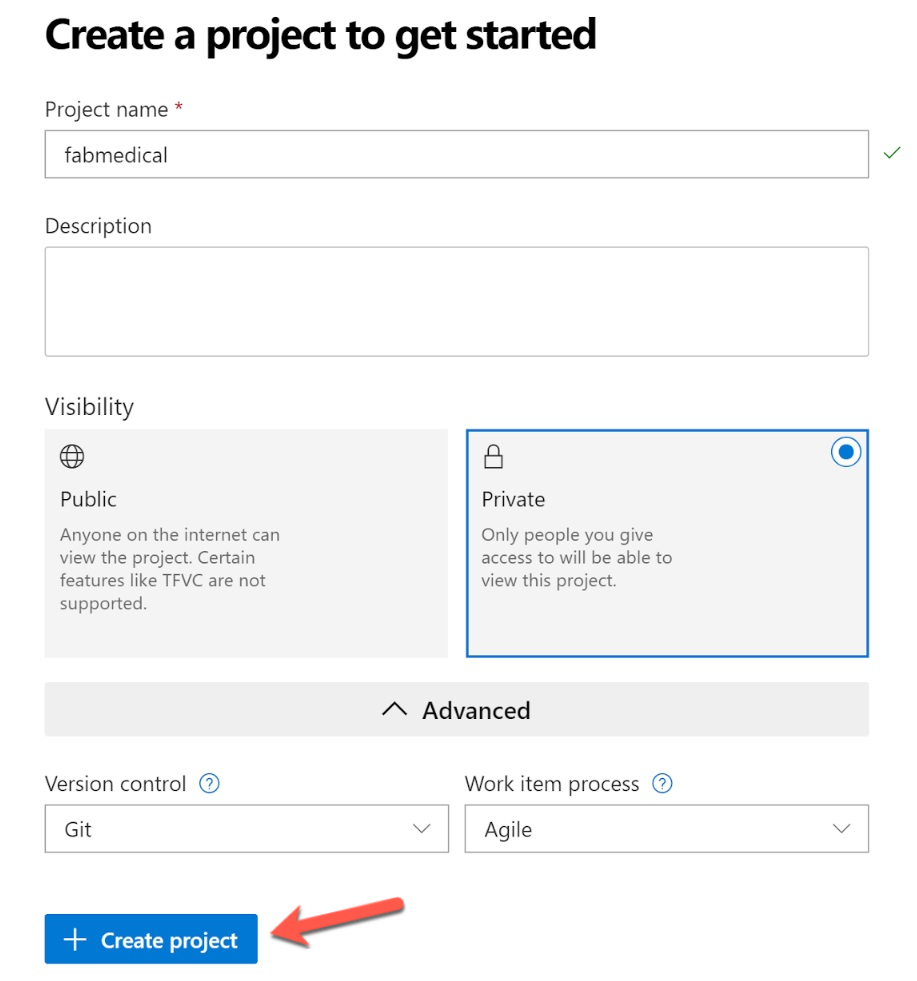 Create a project to get started
Project name *
fabmedical
Description
Visibility
Public
Anyone on the internet can
view the project. Certain
features like TFVC are not
supported.
Private
Only people you give
access to will be able to
view this project.
Advanced
Version control ?
Git
Work item process ?
Agile
+ Create project